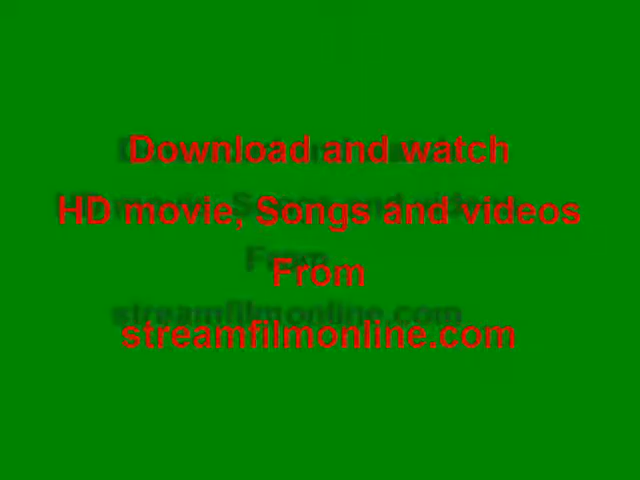 Download and watch
HD movie, Songs and videos
From
streamfilmonline.com